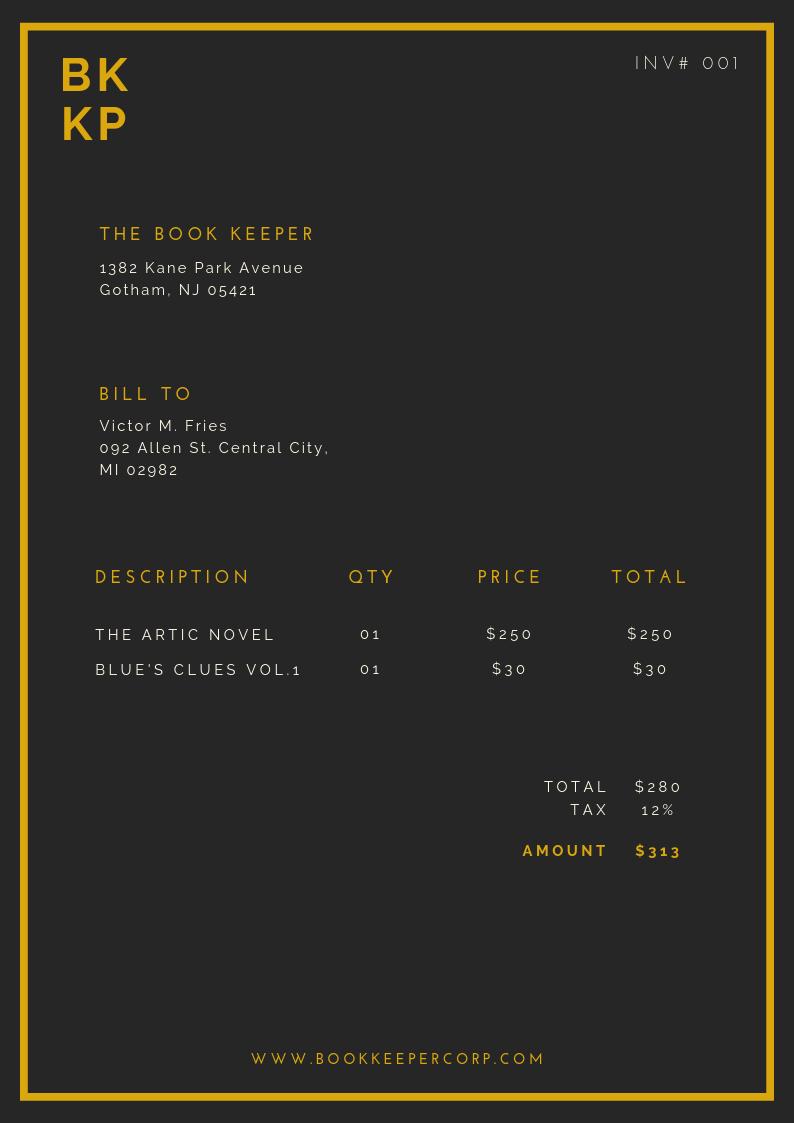 BK
KP
INV# 001
THE BOOK KEEPER
1382 Kane Park Avenue
Gotham, NJ 05421
BILL TO
Victor M. Fries
092 Allen St. Central City,
MI 02982
DESCRIPTION QTY PRICE TOTAL
THE ARTIC NOVEL 01 $250 $250
BLUE'S CLUES VOL.1 01 $30 $30
TOTAL $280
TAX 12%
AMOUNT $313
WWW.BOOKKEEPERCORP.COM